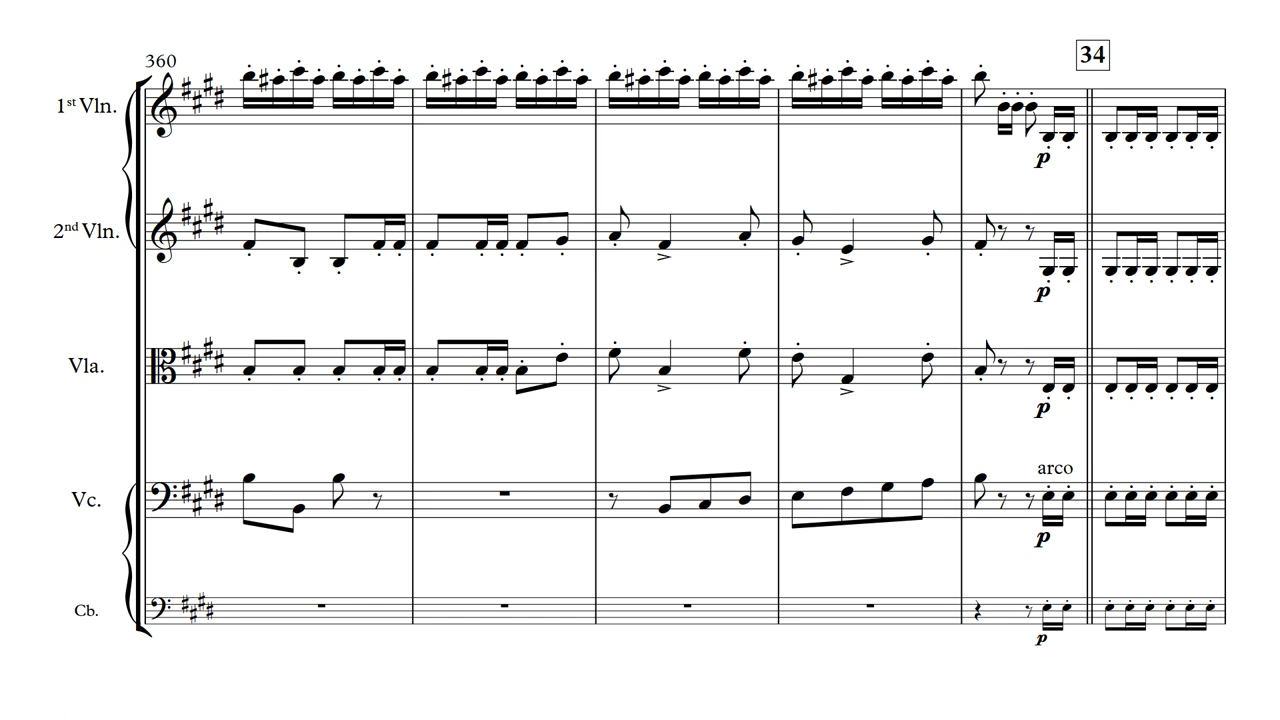 360
34
1st Vln.
p
2nd Vln.
p
Vla.
p
arco
Vc.
p
Cb.
p